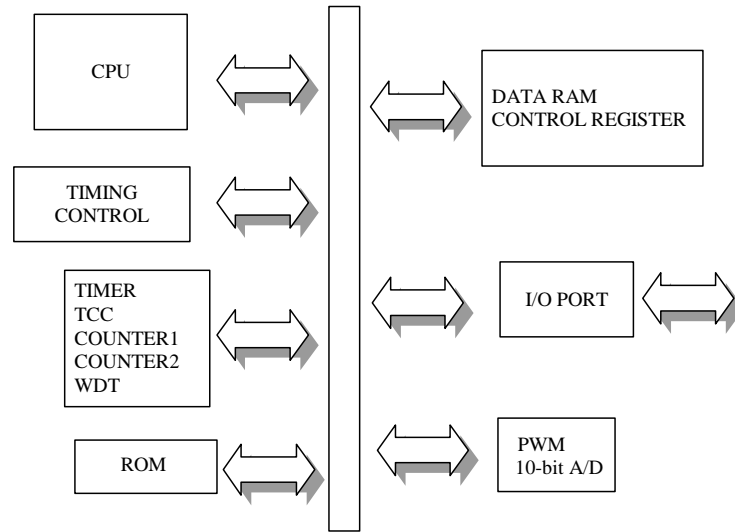 CPU
TIMING
CONTROL
TIMER
TCC
COUNTER1
COUNTER2
WDT
ROM
DATA RAM
CONTROL REGISTER
I/O PORT
PWM
10-bit A/D